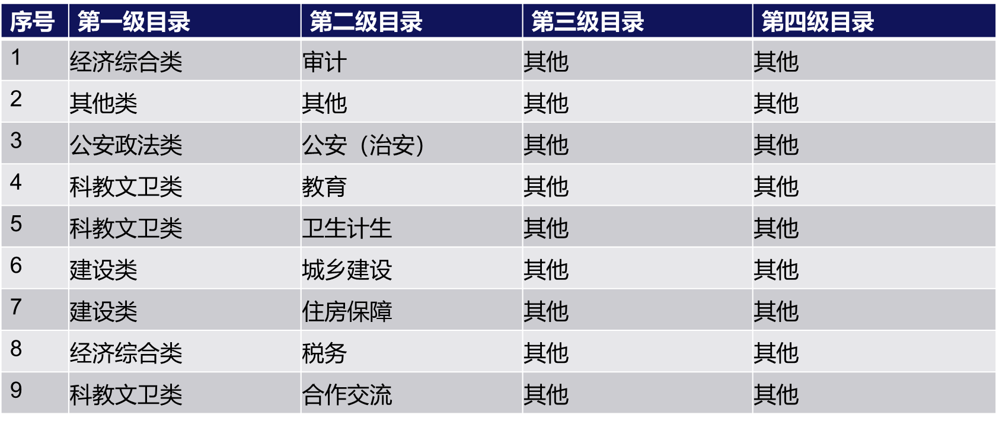 序号 第一级目录 第二级目录 第三级目录 第四级目录
1 经济综合类 审计 其他 其他
2 其他类 其他 其他 其他
3 公安政法类 公安（治安） 其他 其他
4 科教文卫类 教育 其他 其他
5 科教文卫类 卫生计生 其他 其他
6 建设类 城乡建设 其他 其他
7 建设类 住房保障 其他 其他
8 经济综合类 税务 其他 其他
9 科教文卫类 合作交流 其他 其他